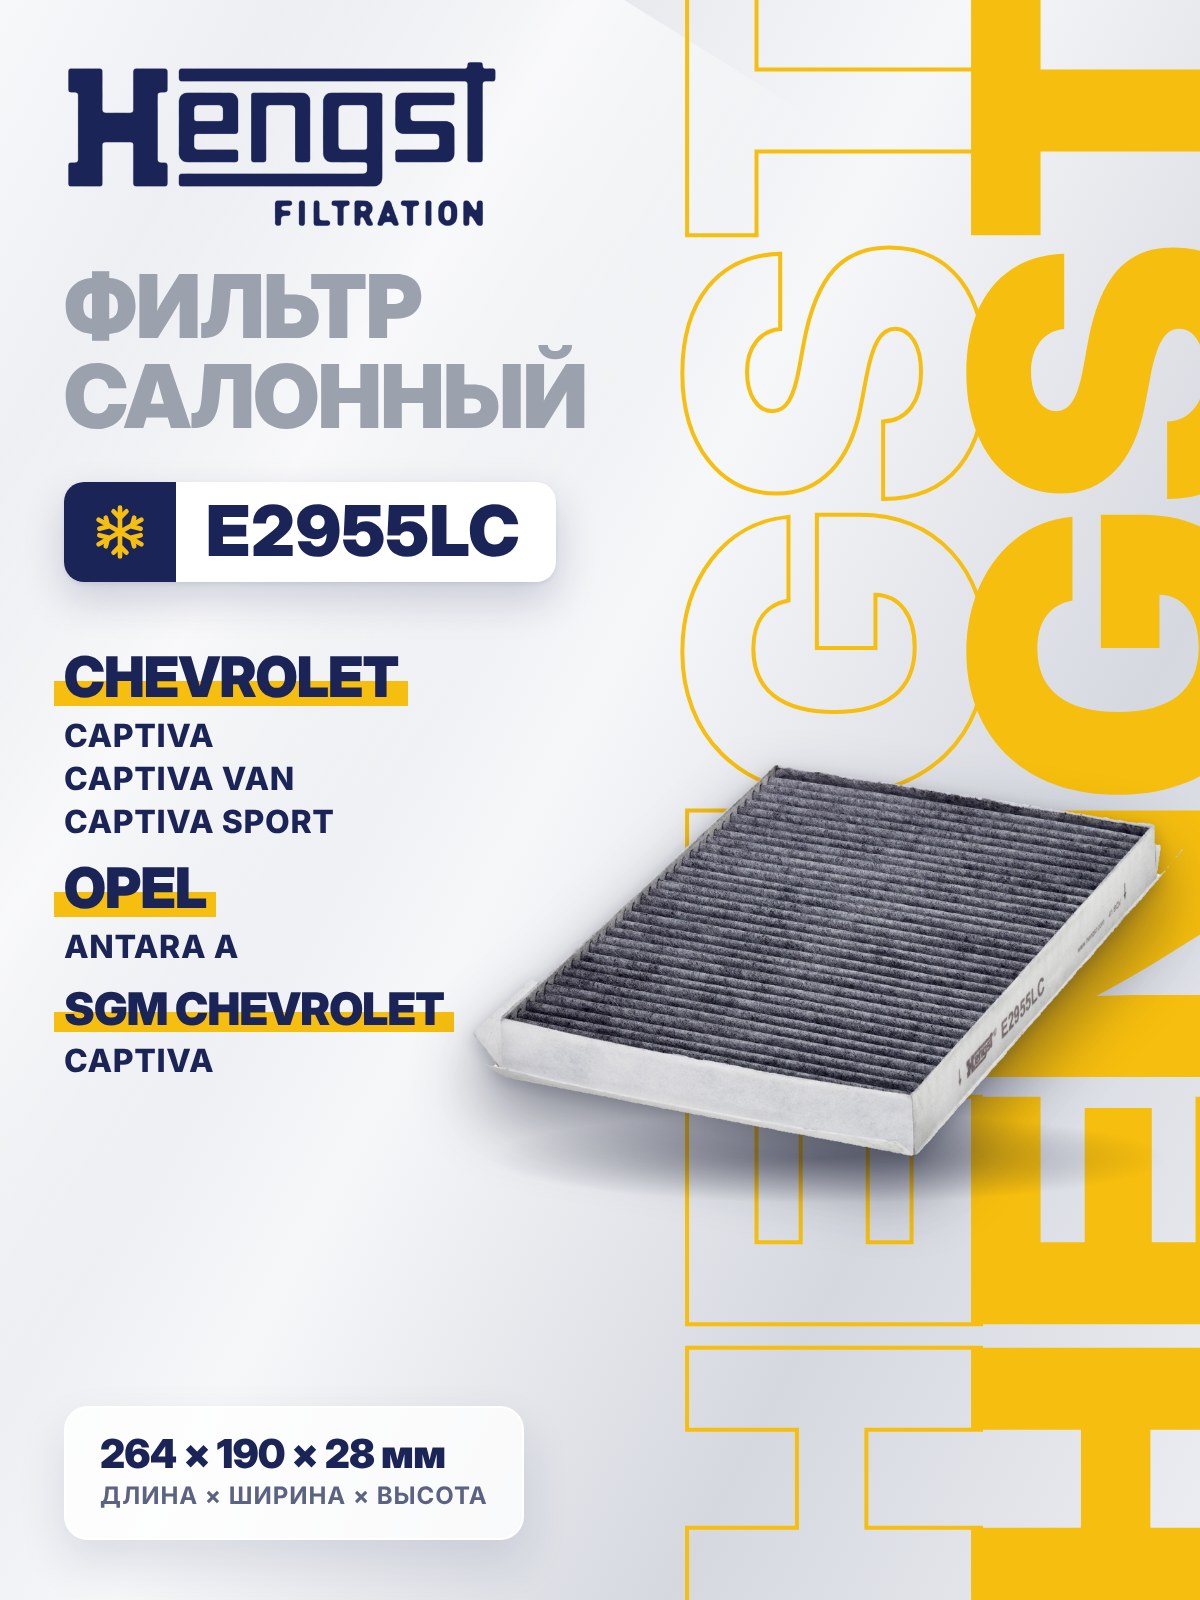 Hengst
FILTRATION
ФИЛЬТР
САЛОННЫЙ
E2955LC
CHEVROLET
CAPTIVA
CAPTIVA VAN
CAPTIVA SPORT
OPEL
ANTARA A
SGM CHEVROLET
CAPTIVA
Hengst E2955LC
264 × 190 × 28 мм
ДЛИНА × ШИРИНА × ВЫСОТА
HENGST
HENGST